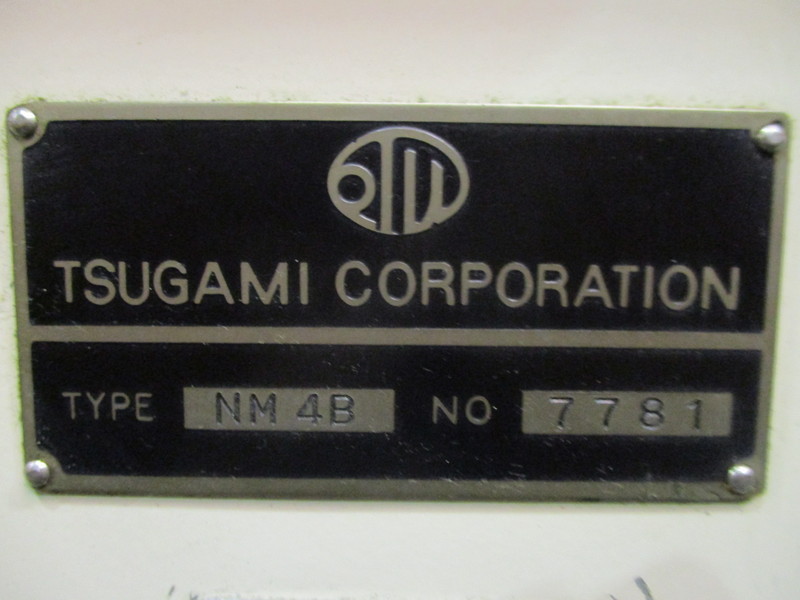 TSUGAMI CORPORATION
TYPE NM 4B NO 7781